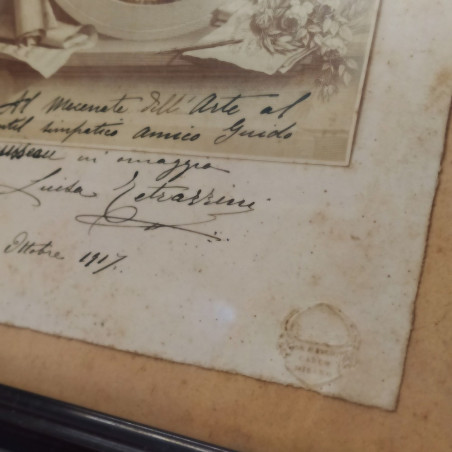 Al mecenate dell'Arte al
simpatico amico Guido
in omaggio
Luisa Tetrazzini
Ottobre 1917.